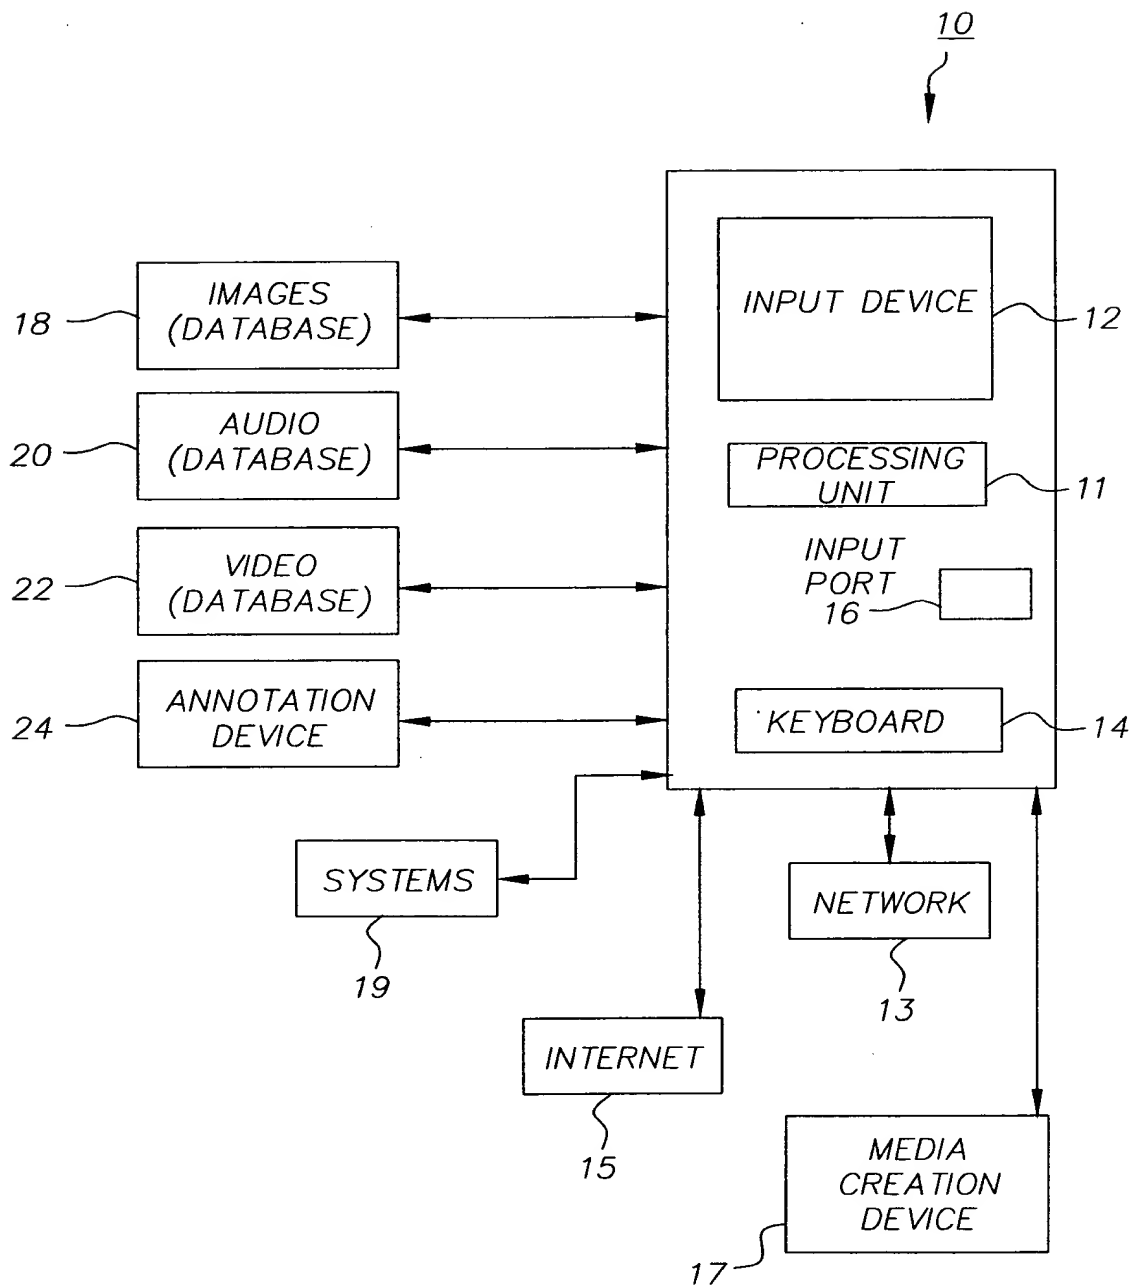 10
IMAGES
(DATABASE)
18
INPUT DEVICE
12
AUDIO
(DATABASE)
20
PROCESSING
UNIT
11
VIDEO
(DATABASE)
22
INPUT
PORT
16
ANNOTATION
DEVICE
24
KEYBOARD
14
SYSTEMS
19
NETWORK
13
INTERNET
15
MEDIA
CREATION
DEVICE
17